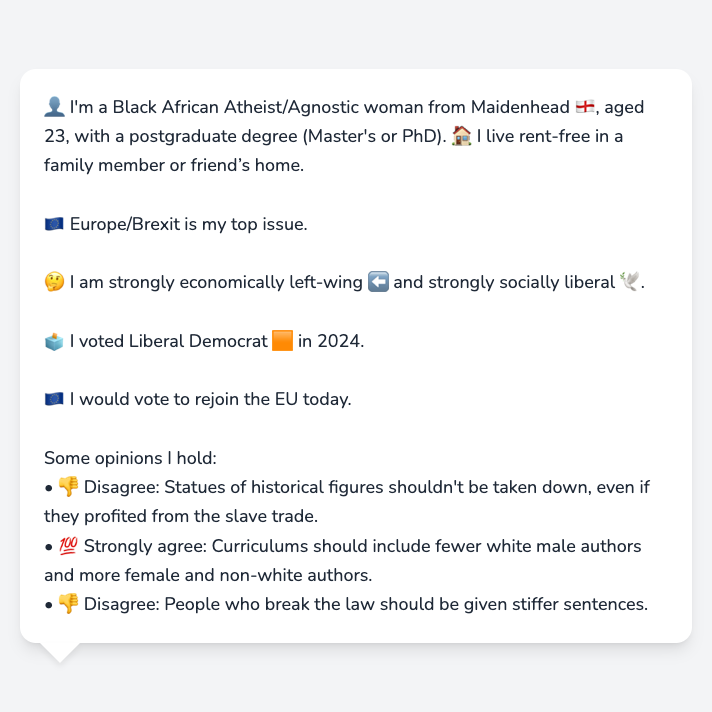 👤 I'm a Black African Atheist/Agnostic woman from Maidenhead 🏴󠁧󠁢󠁥󠁮󠁧󠁿, aged
23, with a postgraduate degree (Master's or PhD). 🏠 I live rent-free in a
family member or friend’s home.
🇪🇺 Europe/Brexit is my top issue.
🤔 I am strongly economically left-wing ⬅️ and strongly socially liberal 🕊️.
🗳️ I voted Liberal Democrat 🟧 in 2024.
🇪🇺 I would vote to rejoin the EU today.
Some opinions I hold:
• 👎 Disagree: Statues of historical figures shouldn't be taken down, even if
they profited from the slave trade.
• 💯 Strongly agree: Curriculums should include fewer white male authors
and more female and non-white authors.
• 👎 Disagree: People who break the law should be given stiffer sentences.